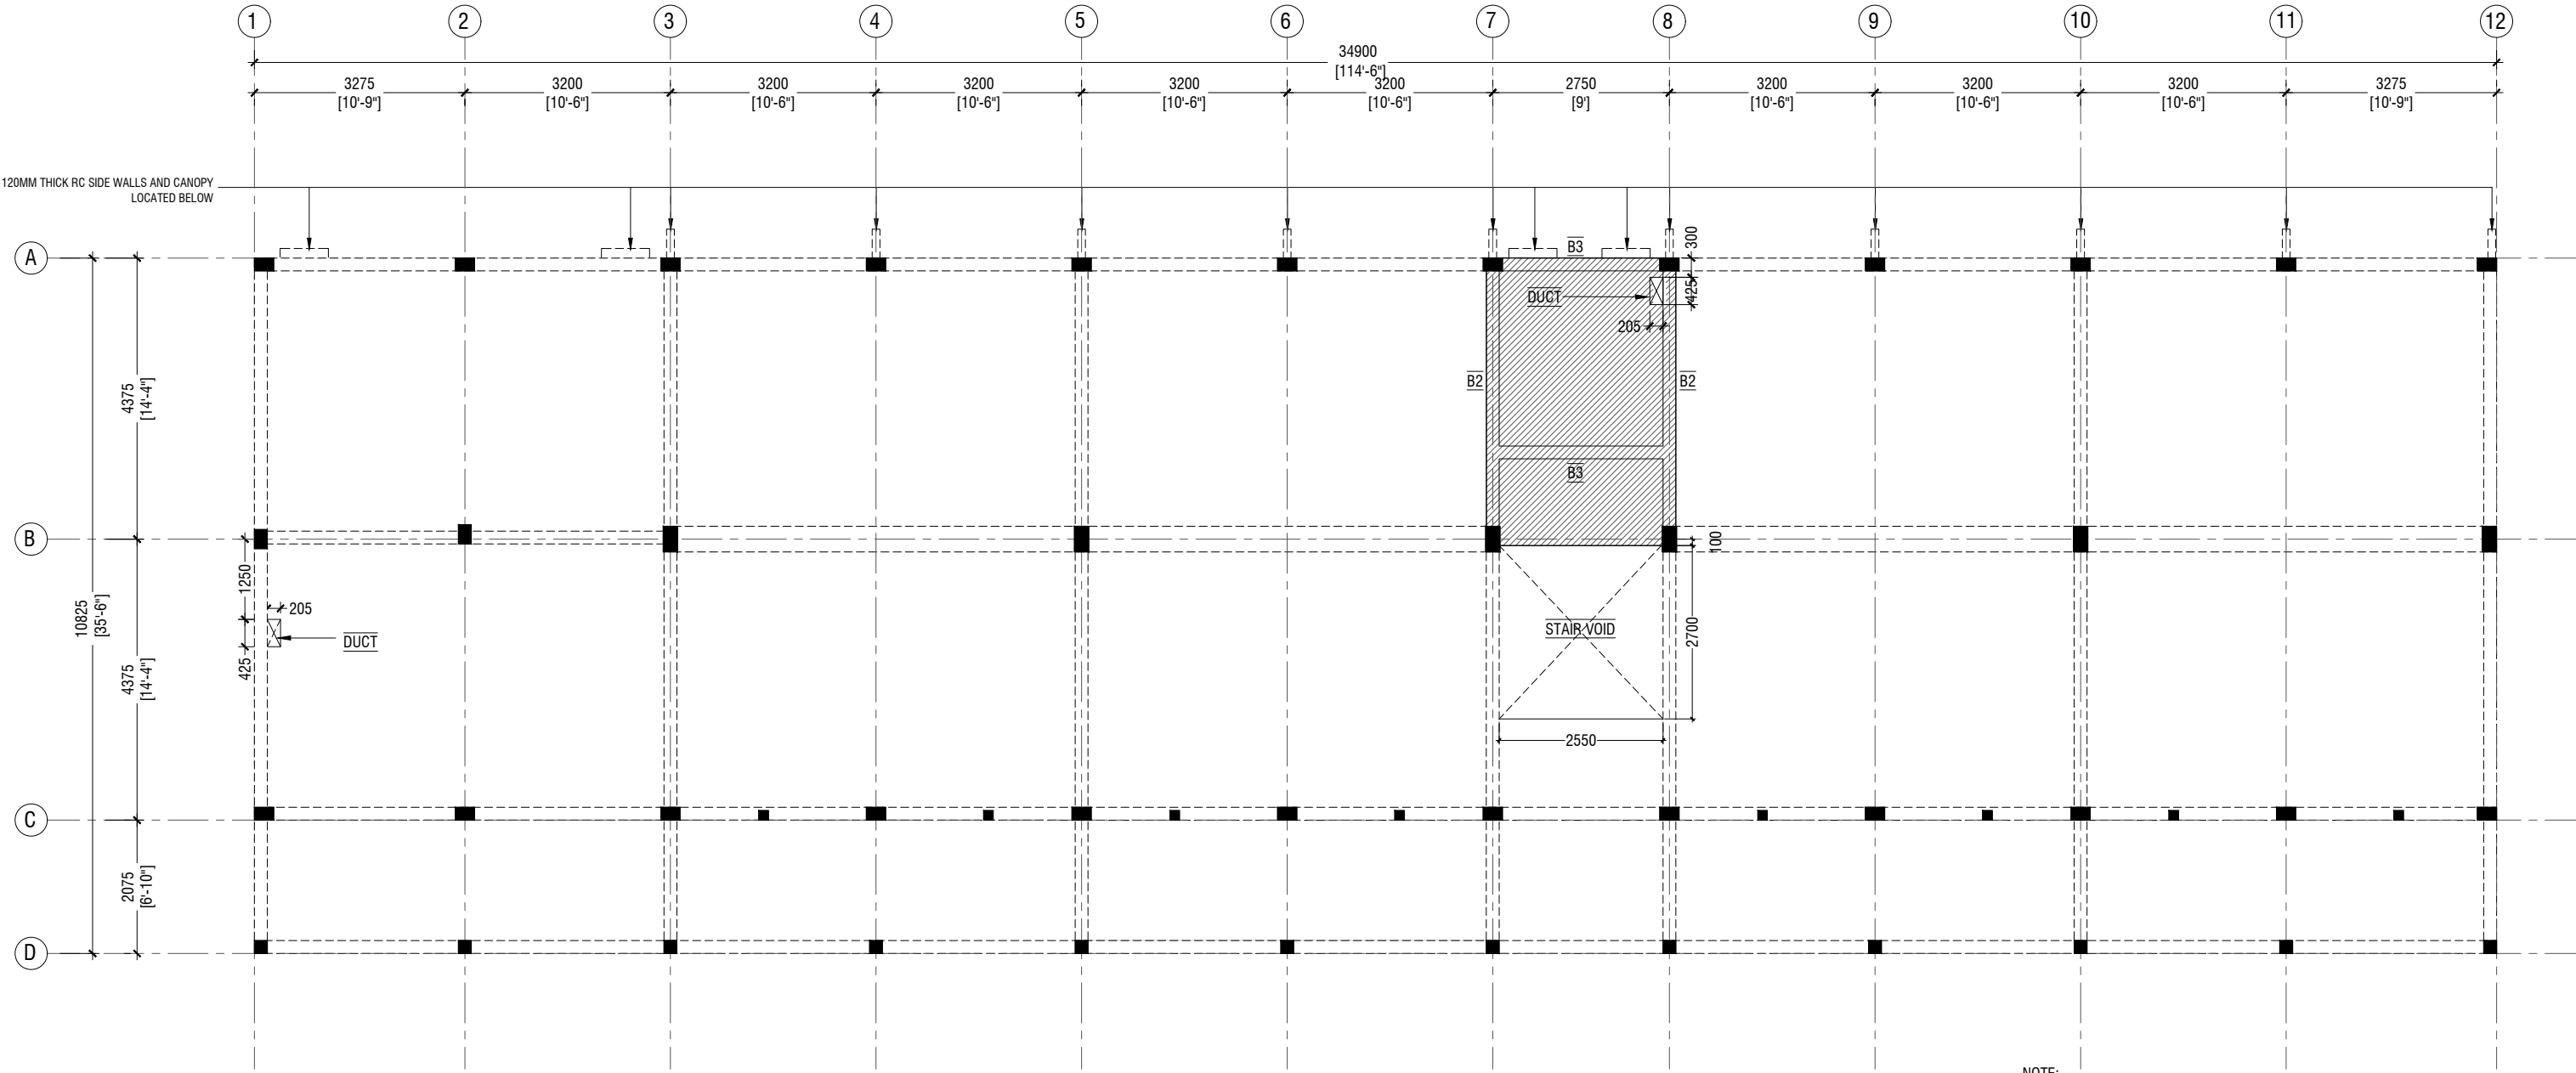 1 2 3 4 5 6 7 8 9 10 11 12
34900
[114'-6"]
3275 3200 3200 3200 3200 3200 2750 3200 3200 3200 3275
[10'-9"] [10'-6"] [10'-6"] [10'-6"] [10'-6"] [10'-6"] [9'] [10'-6"] [10'-6"] [10'-6"] [10'-9"]
120MM THICK RC SIDE WALLS AND CANOPY
LOCATED BELOW
A
B3
300
DUCT
425
205
4375
[14'-4"]
B2
B2
B3
B
100
1250
10825
[35'-6"]
205
DUCT
425
4375
[14'-4"]
STAIR VOID
2700
2550
C
2075
[6'-10"]
D
NOTE: